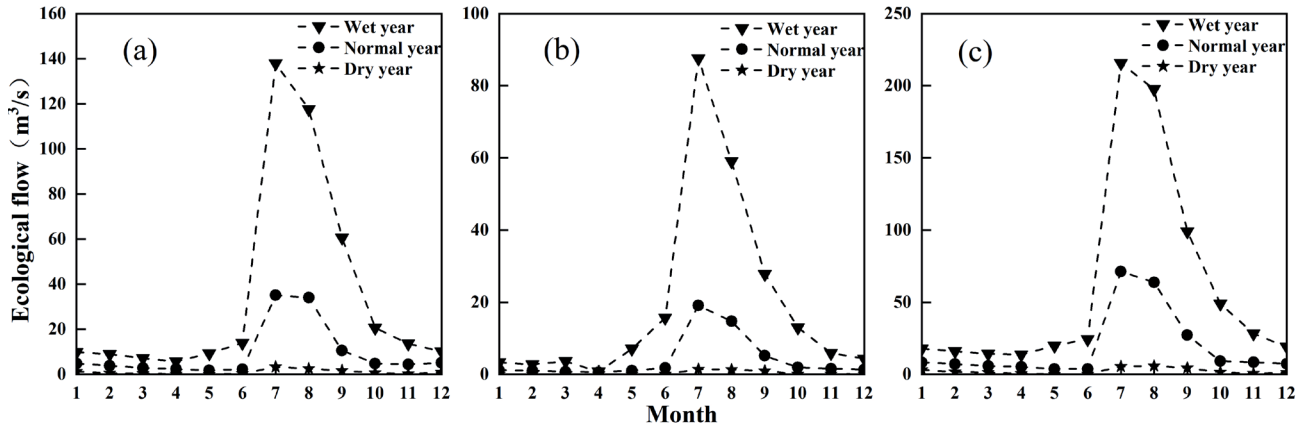 Ecological flow（m³/s）
160
140
120
100
80
60
40
20
0
(a)
Wet year
Normal year
Dry year
1 2 3 4 5 6 7 8 9 10 11 12
100
80
60
40
20
0
(b)
Wet year
Normal year
Dry year
1 2 3 4 5 6 7 8 9 10 11 12
250
200
150
100
50
0
(c)
Wet year
Normal year
Dry year
1 2 3 4 5 6 7 8 9 10 11 12
Month